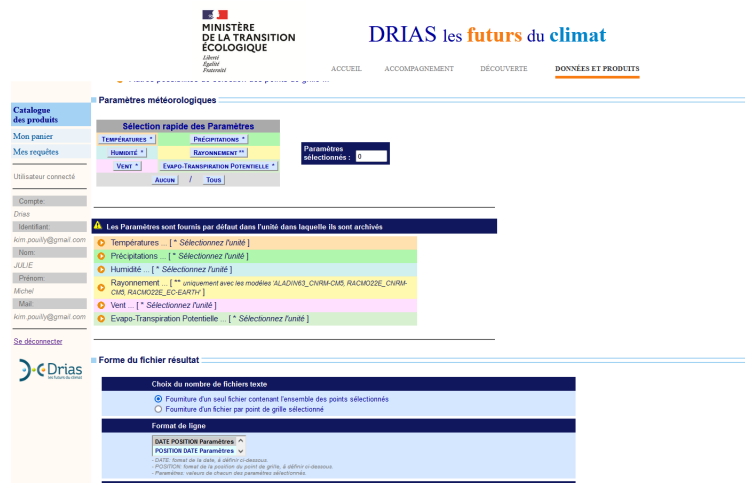 MINISTÈRE
DE LA TRANSITION
ÉCOLOGIQUE
Liberté
Égalité
Fraternité
DRIAS les futurs du climat
ACCUEIL ACCOMPAGNEMENT DÉCOUVERTE DONNÉES ET PRODUITS
Catalogue
des produits
Mon panier
Mes requêtes
Utilisateur connecté
Compte:
Drias
Identifiant:
kim.pouilly@gmail.com
Nom:
JULIE
Prénom:
Michel
Mail:
kim.pouilly@gmail.com
Se déconnecter
Drias
les futurs du climat
Paramètres météorologiques
Sélection rapide des Paramètres
TEMPÉRATURES * PRÉCIPITATIONS *
HUMIDITÉ * RAYONNEMENT **
VENT * EVAPO-TRANSPIRATION POTENTIELLE *
AUCUN / TOUS
Paramètres
sélectionnés : 0
Les Paramètres sont fournis par défaut dans l'unité dans laquelle ils sont archivés
Températures ... [ * Sélectionnez l'unité ]
Précipitations ... [ * Sélectionnez l'unité ]
Humidité ... [ * Sélectionnez l'unité ]
Rayonnement ... [ ** uniquement avec les modèles 'ALADIN63_CNRM-
CM5, RACMO22E_CNRM-CM5, RACMO22E_EC-EARTH' ]
Vent ... [ * Sélectionnez l'unité ]
Evapo-Transpiration Potentielle ... [ * Sélectionnez l'unité ]
Forme du fichier résultat
Choix du nombre de fichiers texte
Fourniture d'un seul fichier contenant l'ensemble des points sélectionnés
Fourniture d'un fichier par point de grille sélectionné
Format de ligne
DATE POSITION Paramètres
POSITION DATE Paramètres
- DATE: format de la date, à définir ci-dessous.
- POSITION: format de la position du point de grille, à définir ci-dessous.
- Paramètres, valeurs de chacun des paramètres sélectionnés.